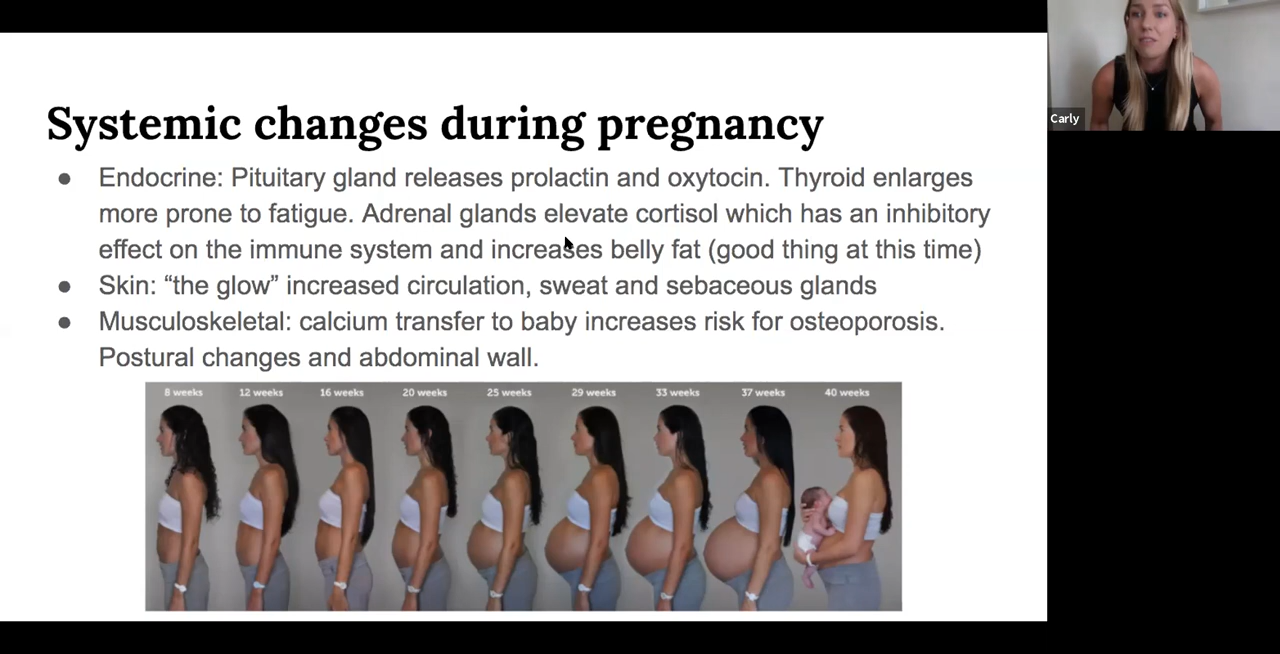 Systemic changes during pregnancy
● Endocrine: Pituitary gland releases prolactin and oxytocin. Thyroid enlarges
more prone to fatigue. Adrenal glands elevate cortisol which has an inhibitory
effect on the immune system and increases belly fat (good thing at this time)
● Skin: “the glow” increased circulation, sweat and sebaceous glands
● Musculoskeletal: calcium transfer to baby increases risk for osteoporosis.
Postural changes and abdominal wall.
8 weeks 12 weeks 16 weeks 20 weeks 25 weeks 29 weeks 33 weeks 37 weeks 40 weeks
Carly